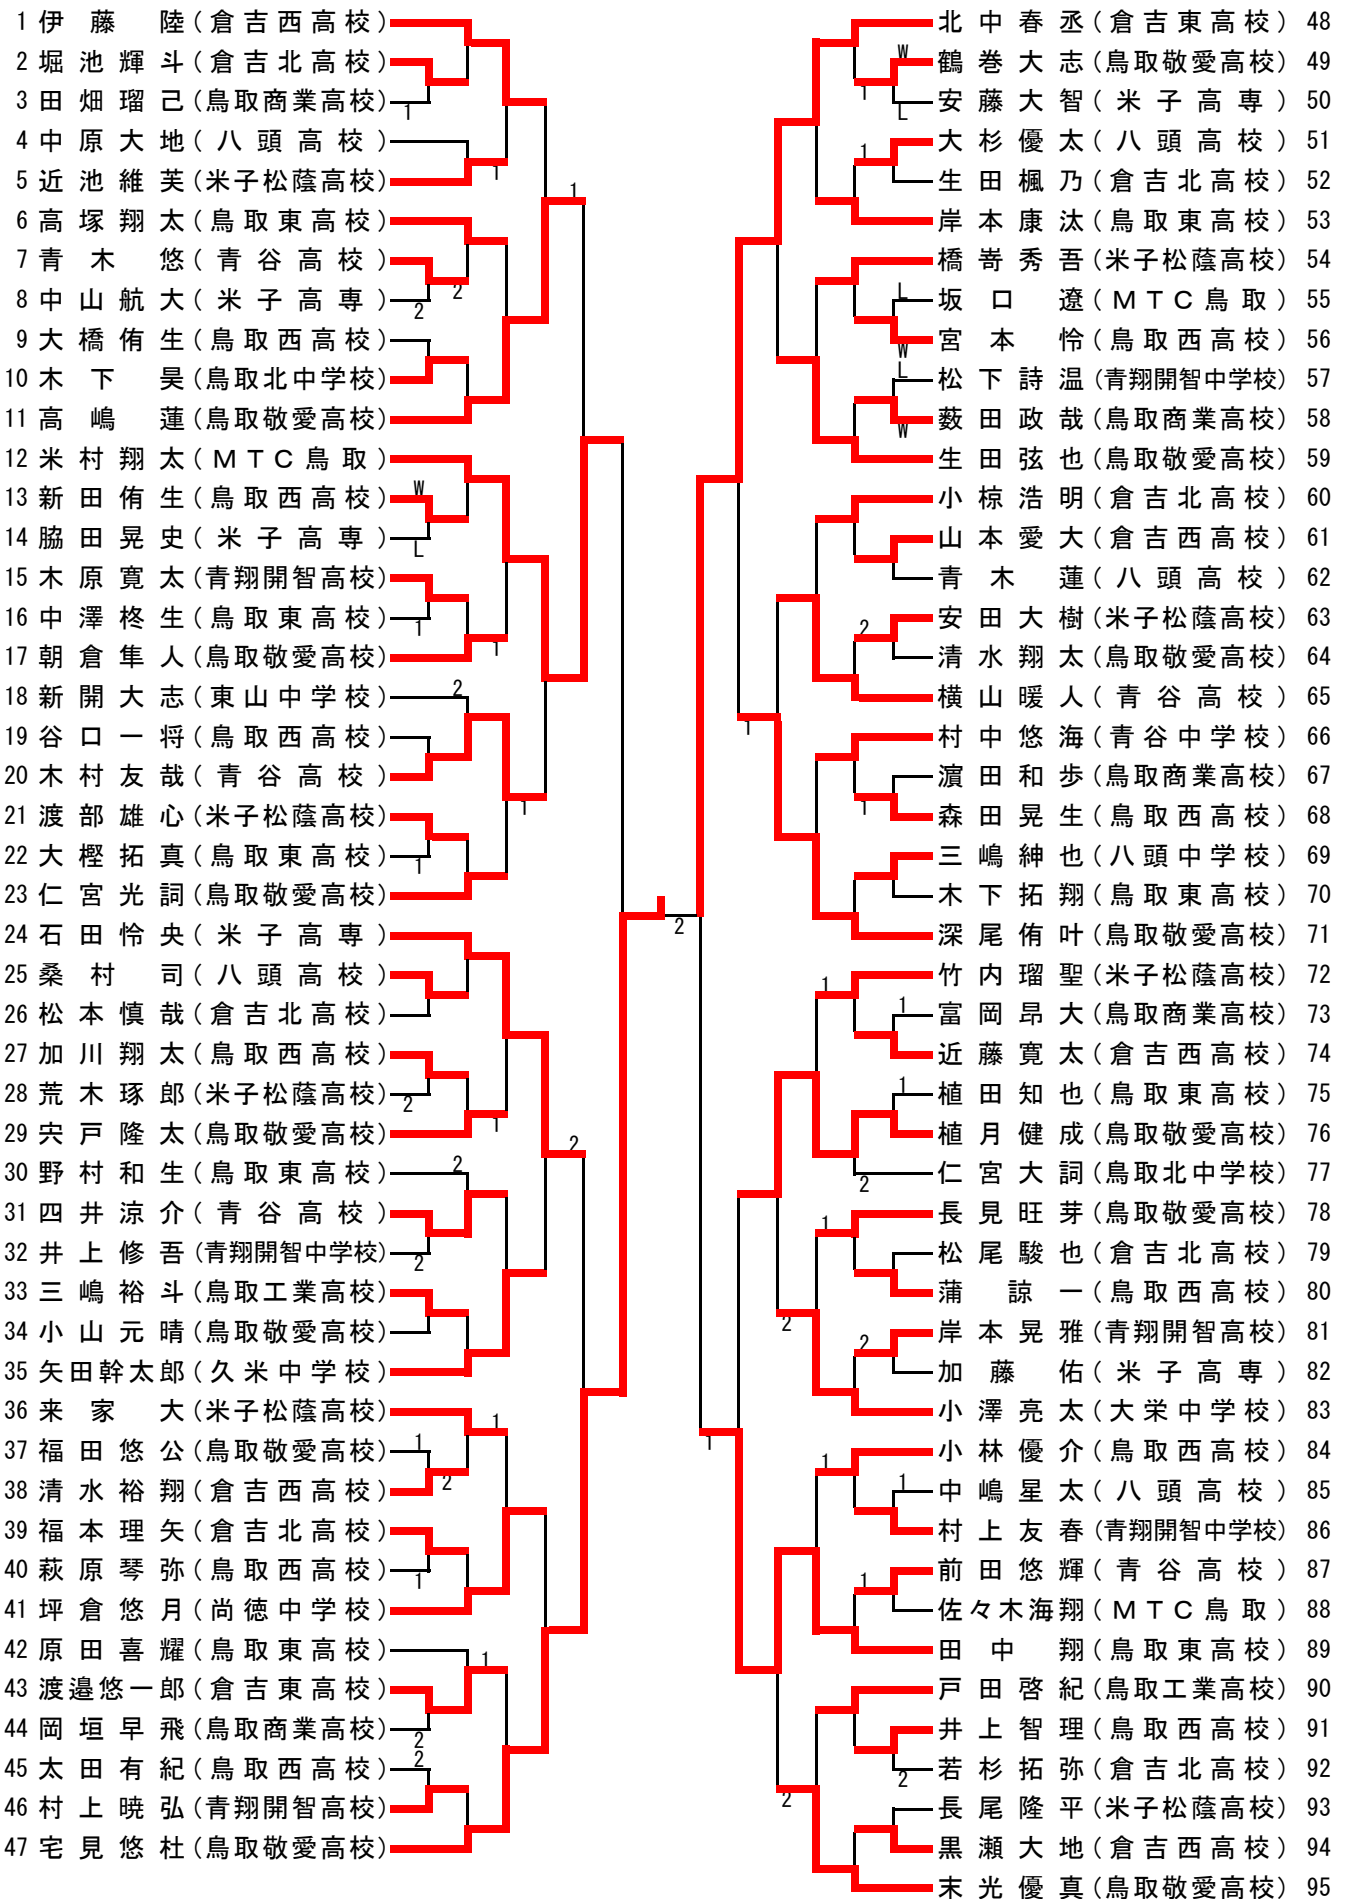 1 伊藤 陸(倉吉西高校)
2 堀池輝斗(倉吉北高校)
3 田畑瑠己(鳥取商業高校)
1
4 中原大地(八頭高校)
5 近池維芙(米子松蔭高校)
1
1
6 高塚翔太(鳥取東高校)
7 青木 悠(青谷高校)
2
8 中山航大(米子高専)
2
9 大橋侑生(鳥取西高校)
10 木下 昊(鳥取北中学校)
11 高嶋 蓮(鳥取敬愛高校)
12 米村翔太(MTC鳥取)
W
13 新田侑生(鳥取西高校)
14 脇田晃史(米子高専)
L
15 木原寛太(青翔開智高校)
16 中澤柊生(鳥取東高校)
1
17 朝倉隼人(鳥取敬愛高校)
1
18 新開大志(東山中学校)
2
19 谷口一将(鳥取西高校)
20 木村友哉(青谷高校)
1
21 渡部雄心(米子松蔭高校)
22 大樫拓真(鳥取東高校)
1
23 仁宮光詞(鳥取敬愛高校)
2
24 石田怜央(米子高専)
25 桑村 司(八頭高校)
26 松本慎哉(倉吉北高校)
27 加川翔太(鳥取西高校)
28 荒木琢郎(米子松蔭高校)
2
29 宍戸隆太(鳥取敬愛高校)
1
2
30 野村和生(鳥取東高校)
2
31 四井涼介(青谷高校)
32 井上修吾(青翔開智中学校)
2
33 三嶋裕斗(鳥取工業高校)
34 小山元晴(鳥取敬愛高校)
35 矢田幹太郎(久米中学校)
36 来家 大(米子松蔭高校)
1
37 福田悠公(鳥取敬愛高校)
1
2
38 清水裕翔(倉吉西高校)
39 福本理矢(倉吉北高校)
40 萩原琴弥(鳥取西高校)
1
41 坪倉悠月(尚徳中学校)
42 原田喜耀(鳥取東高校)
1
43 渡邉悠一郎(倉吉東高校)
44 岡垣早飛(鳥取商業高校)
2
45 太田有紀(鳥取西高校)
2
46 村上暁弘(青翔開智高校)
47 宅見悠杜(鳥取敬愛高校)
北中春丞(倉吉東高校) 48
W
鶴巻大志(鳥取敬愛高校) 49
1
安藤大智(米子高専) 50
L
大杉優太(八頭高校) 51
1
生田楓乃(倉吉北高校) 52
岸本康汰(鳥取東高校) 53
橋嵜秀吾(米子松蔭高校) 54
L
坂口 遼(MTC鳥取) 55
宮本 怜(鳥取西高校) 56
W
L
松下詩温(青翔開智中学校) 57
薮田政哉(鳥取商業高校) 58
W
生田弦也(鳥取敬愛高校) 59
小椋浩明(倉吉北高校) 60
山本愛大(倉吉西高校) 61
青木 蓮(八頭高校) 62
安田大樹(米子松蔭高校) 63
2
清水翔太(鳥取敬愛高校) 64
横山暖人(青谷高校) 65
1
村中悠海(青谷中学校) 66
濵田和歩(鳥取商業高校) 67
1
森田晃生(鳥取西高校) 68
三嶋紳也(八頭中学校) 69
木下拓翔(鳥取東高校) 70
深尾侑叶(鳥取敬愛高校) 71
竹内瑠聖(米子松蔭高校) 72
1
富岡昂大(鳥取商業高校) 73
1
近藤寛太(倉吉西高校) 74
植田知也(鳥取東高校) 75
1
植月健成(鳥取敬愛高校) 76
仁宮大詞(鳥取北中学校) 77
2
長見旺芽(鳥取敬愛高校) 78
1
松尾駿也(倉吉北高校) 79
蒲 諒一(鳥取西高校) 80
2
岸本晃雅(青翔開智高校) 81
2
加藤 佑(米子高専) 82
小澤亮太(大栄中学校) 83
1
小林優介(鳥取西高校) 84
1
中嶋星太(八頭高校) 85
1
村上友春(青翔開智中学校) 86
前田悠輝(青谷高校) 87
1
佐々木海翔(MTC鳥取) 88
田中 翔(鳥取東高校) 89
戸田啓紀(鳥取工業高校) 90
井上智理(鳥取西高校) 91
若杉拓弥(倉吉北高校) 92
2
2
長尾隆平(米子松蔭高校) 93
黒瀬大地(倉吉西高校) 94
末光優真(鳥取敬愛高校) 95